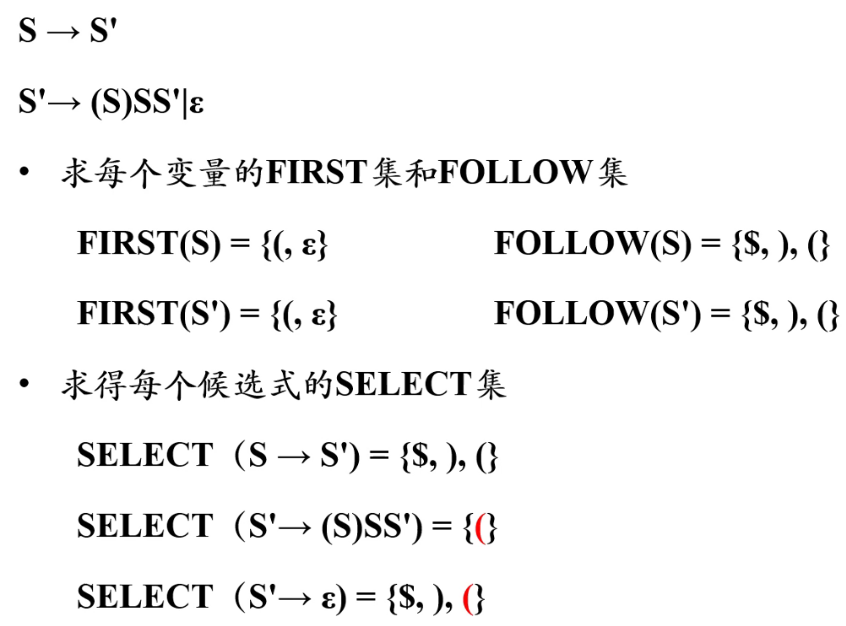 S → S'
S'→ (S)SS'|ε
• 求每个变量的FIRST集和FOLLOW集
FIRST(S) = {(, ε} FOLLOW(S) = {$, ), (}
FIRST(S') = {(, ε} FOLLOW(S') = {$, ), (}
• 求得每个候选式的SELECT集
SELECT（S → S') = {$, ), (}
SELECT（S'→ (S)SS') = {(}
SELECT（S'→ ε) = {$, ), (}